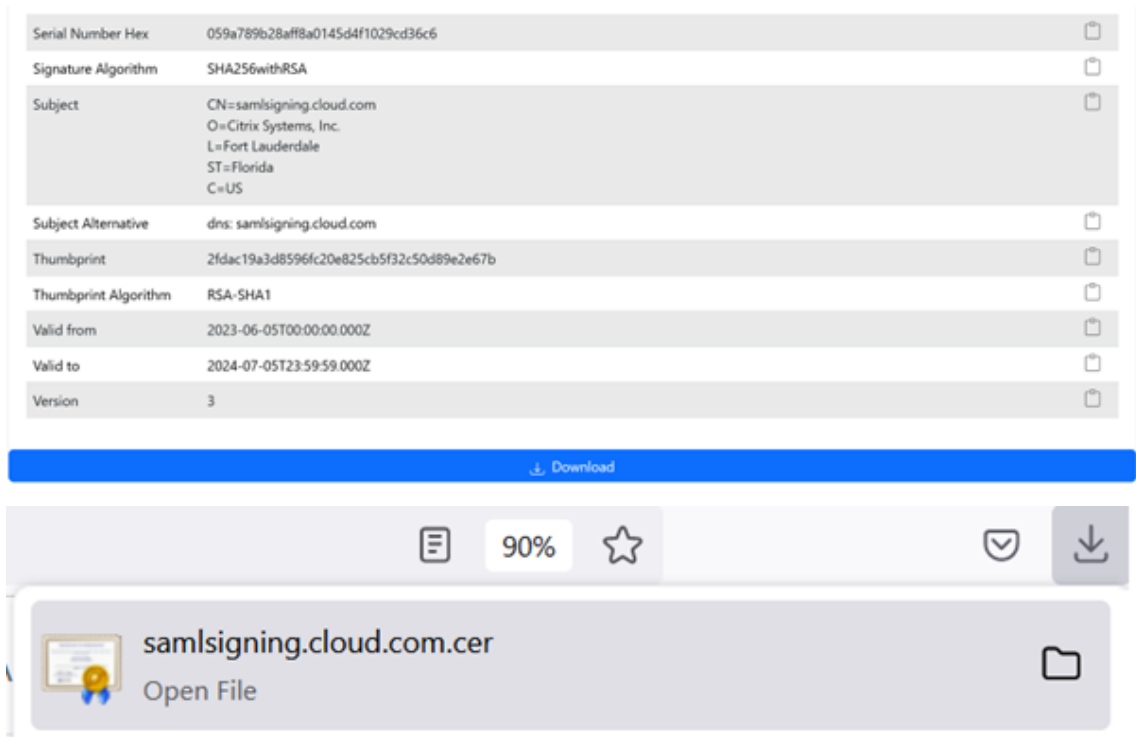 Serial Number Hex 059a789b28aff8a0145d4f1029cd36c6
Signature Algorithm SHA256withRSA
Subject CN=samlsigning.cloud.com
O=Citrix Systems, Inc.
L=Fort Lauderdale
ST=Florida
C=US
Subject Alternative dns: samlsigning.cloud.com
Thumbprint 2fdac19a3d8596fc20e825cb5f32c50d89e2e67b
Thumbprint Algorithm RSA-SHA1
Valid from 2023-06-05T00:00:00.000Z
Valid to 2024-07-05T23:59:59.000Z
Version 3
Download
90%
samlsigning.cloud.com.cer
Open File